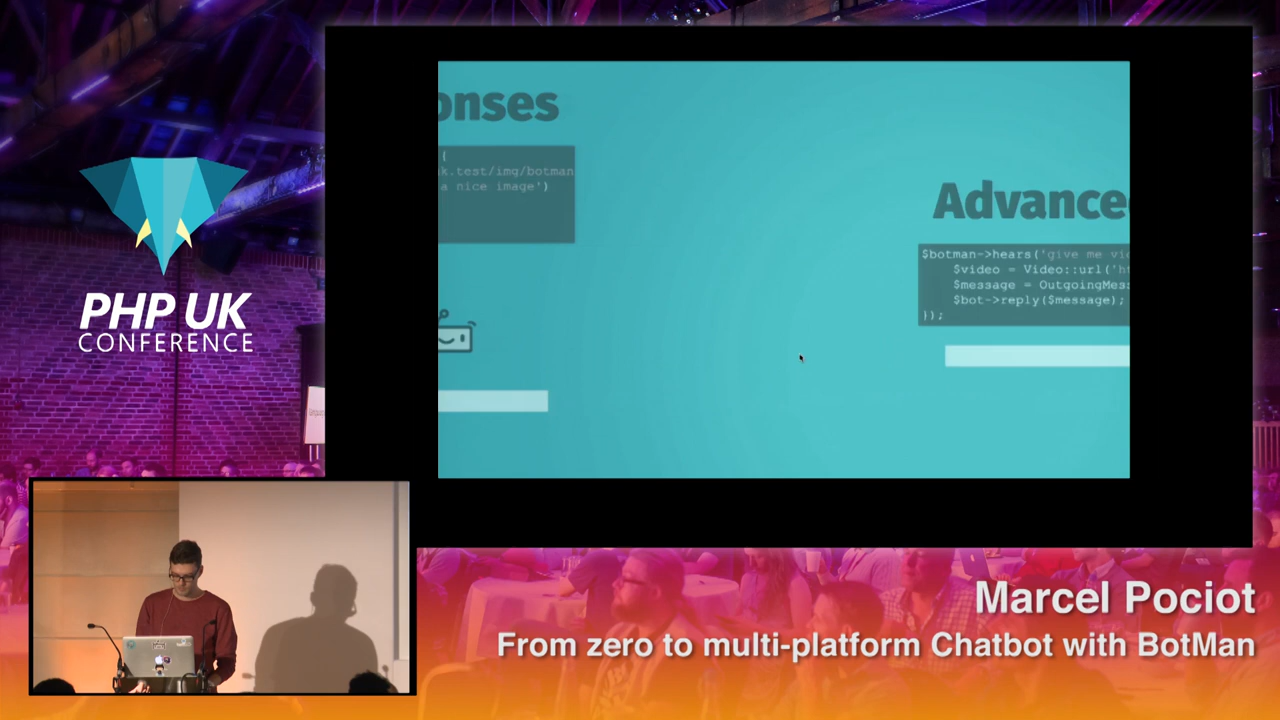 PHP UK
CONFERENCE
onses
(
k.test/img/botman
a nice image')
Advance
$botman->hears('give me vi
$video = Video::url('h
$message = OutgoingMes
$bot->reply($message);
});
Marcel Pociot
From zero to multi-platform Chatbot with BotMan